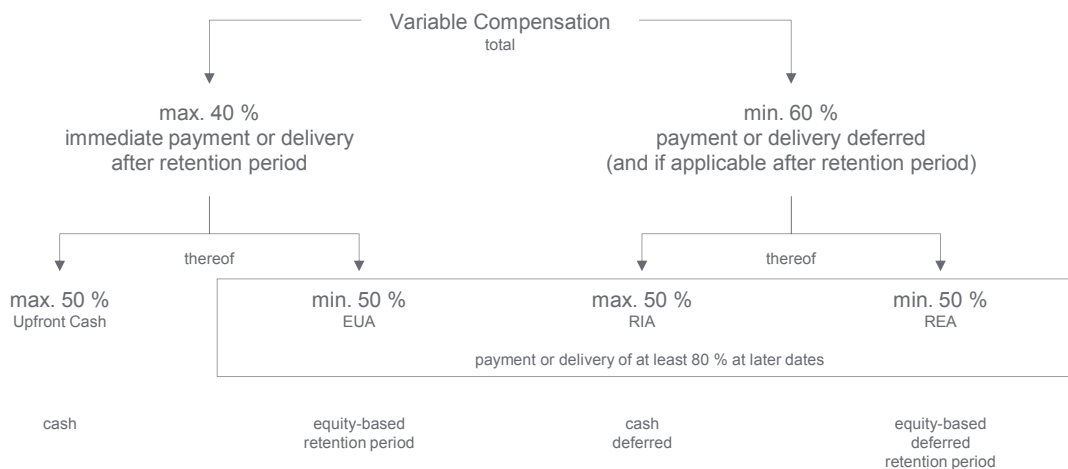 Variable Compensation
total
max. 40 %
immediate payment or delivery
after retention period
min. 60 %
payment or delivery deferred
(and if applicable after retention period)
thereof
thereof
max. 50 %
Upfront Cash
min. 50 %
EUA
max. 50 %
RIA
min. 50 %
REA
payment or delivery of at least 80 % at later dates
cash
equity-based
retention period
cash
deferred
equity-based
deferred
retention period